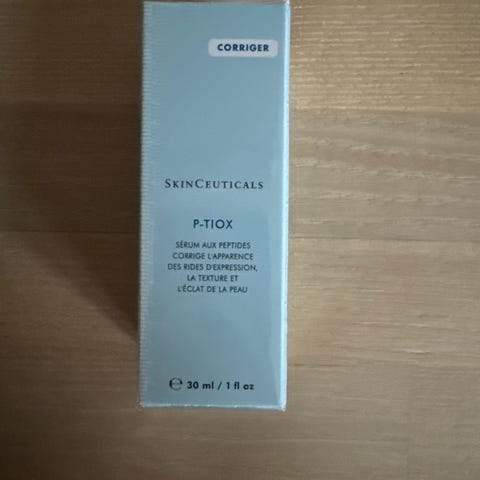 CORRIGER
SKINCEUTICALS
P-TIOX
SÉRUM AUX PEPTIDES
CORRIGE L'APPARENCE
DES RIDES D'EXPRESSION,
LA TEXTURE ET
L'ÉCLAT DE LA PEAU
℮ 30 ml / 1 fl oz